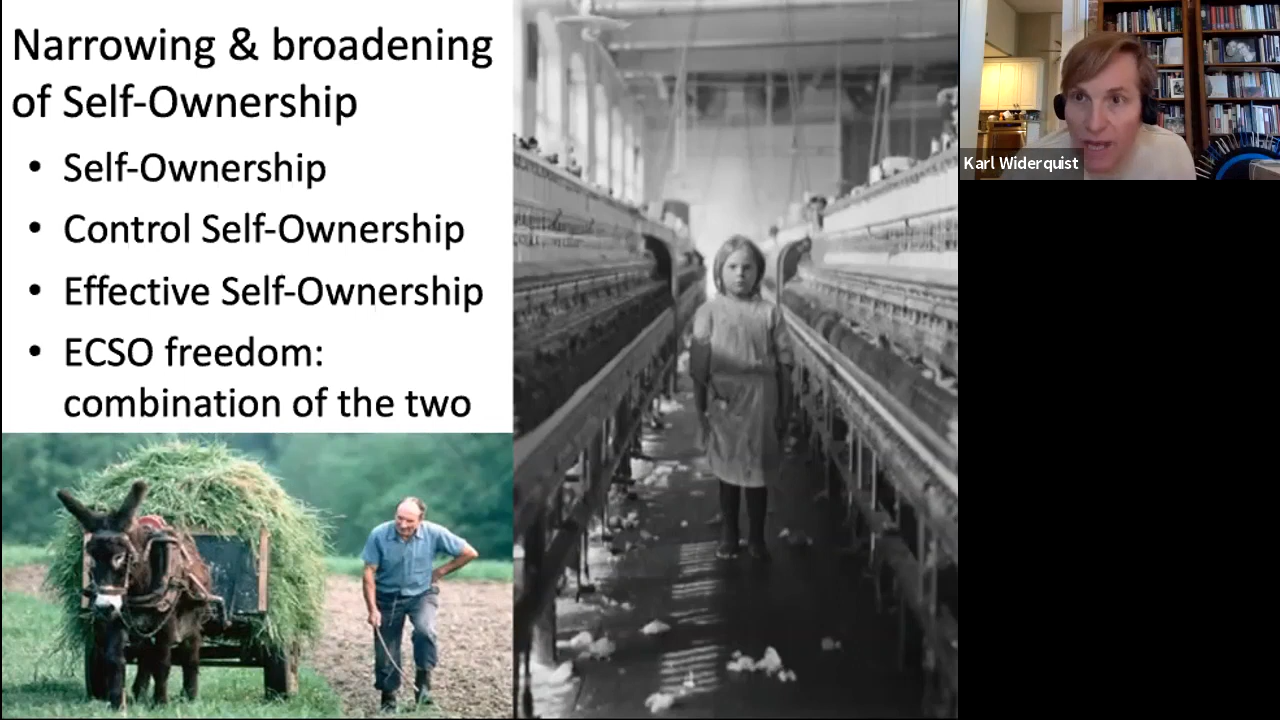 Narrowing & broadening
of Self-Ownership
• Self-Ownership
• Control Self-Ownership
• Effective Self-Ownership
• ECSO freedom:
combination of the two
Karl Widerquist